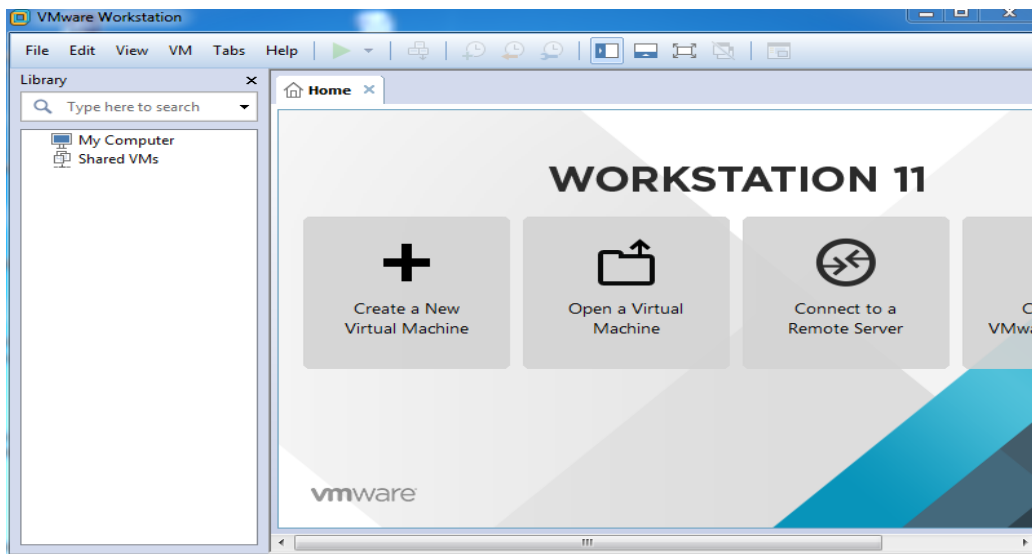 VMware Workstation
File Edit View VM Tabs Help
Library
Type here to search
My Computer
Shared VMs
Home
WORKSTATION 11
Create a New
Virtual Machine
Open a Virtual
Machine
Connect to a
Remote Server
vmware